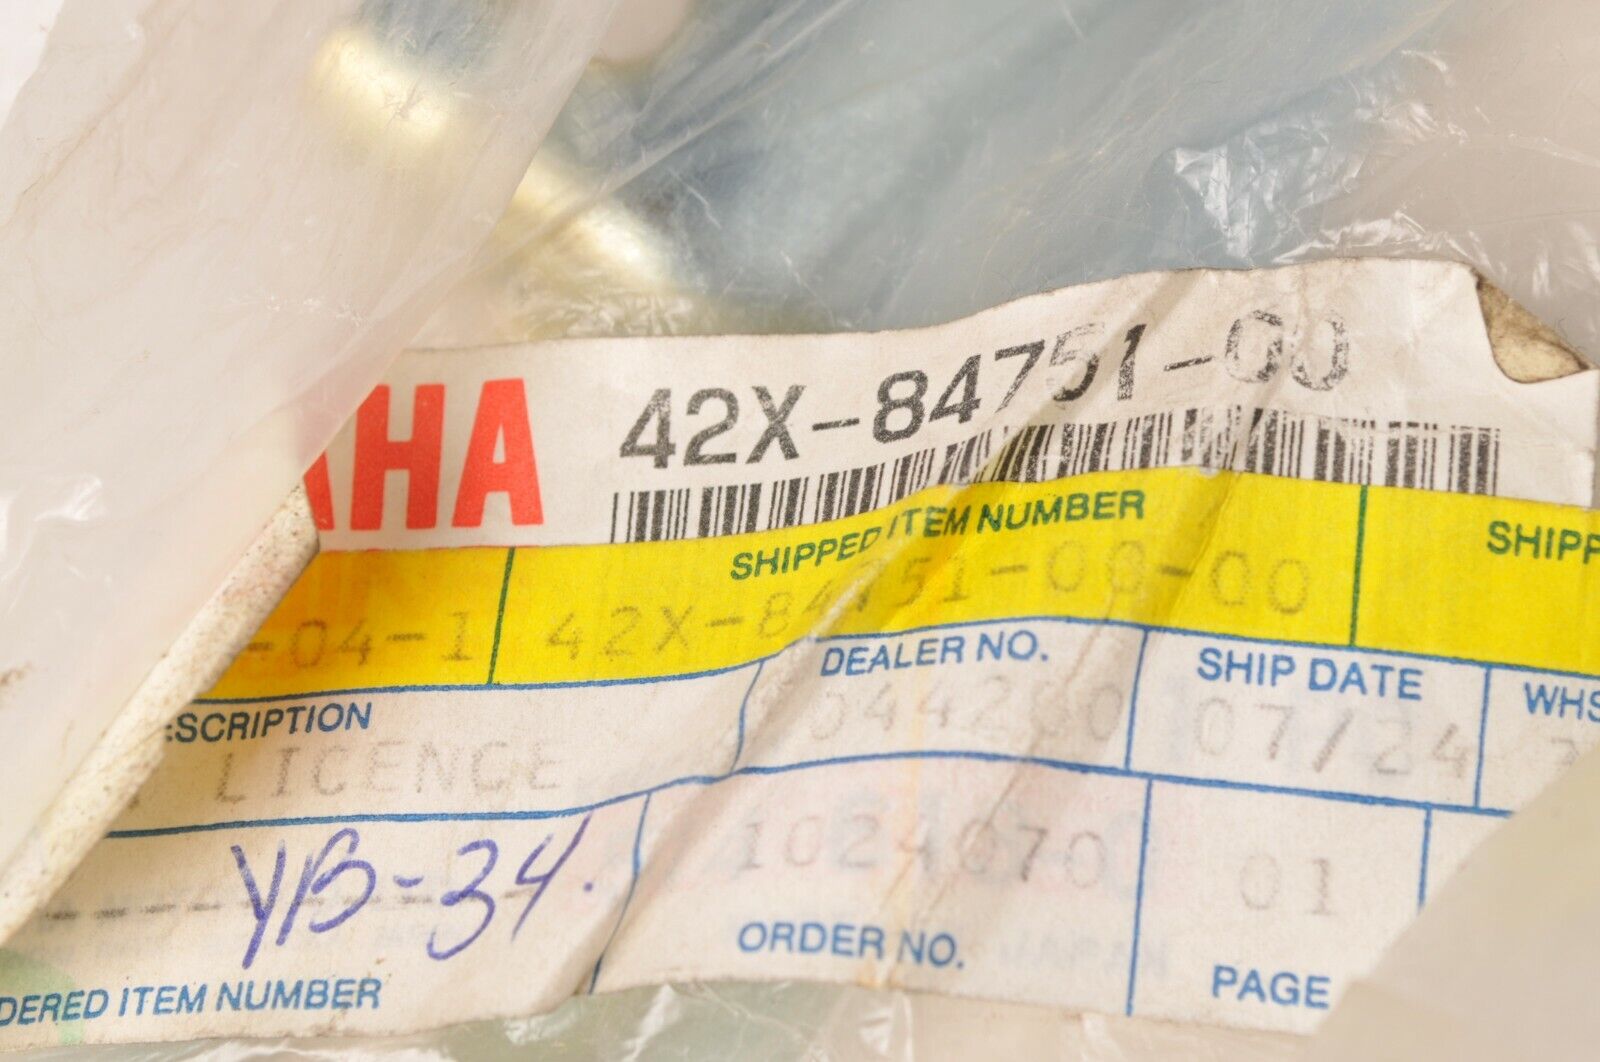 AHA 42X-84751-00
SHIPPED ITEM NUMBER SHIPP
-04-1 42X-84751-00-00
DEALER NO. SHIP DATE WHS
ESCRIPTION 07/24
LICENCE
YB-34. 1024070 01
DERED ITEM NUMBER ORDER NO. PAGE